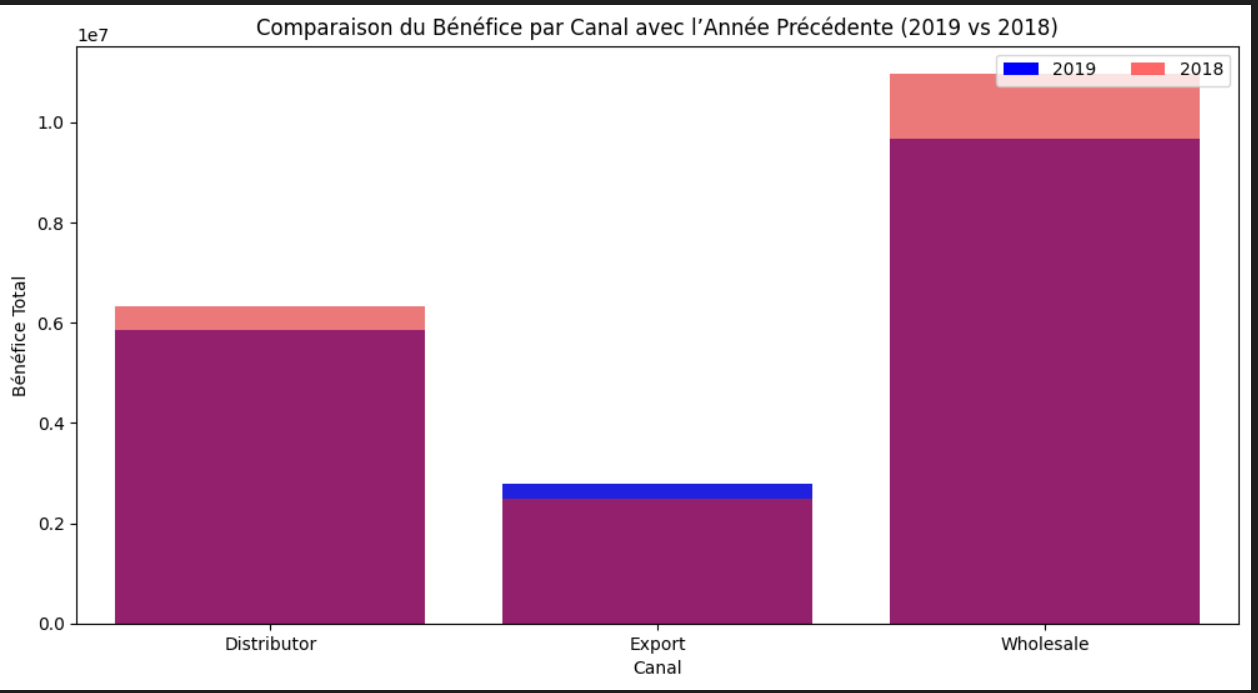 Comparaison du Bénéfice par Canal avec l’Année Précédente (2019 vs 2018)
1e7
2019 2018
1.0
0.8
0.6
0.4
0.2
0.0
Bénéfice Total
Distributor Export Wholesale
Canal